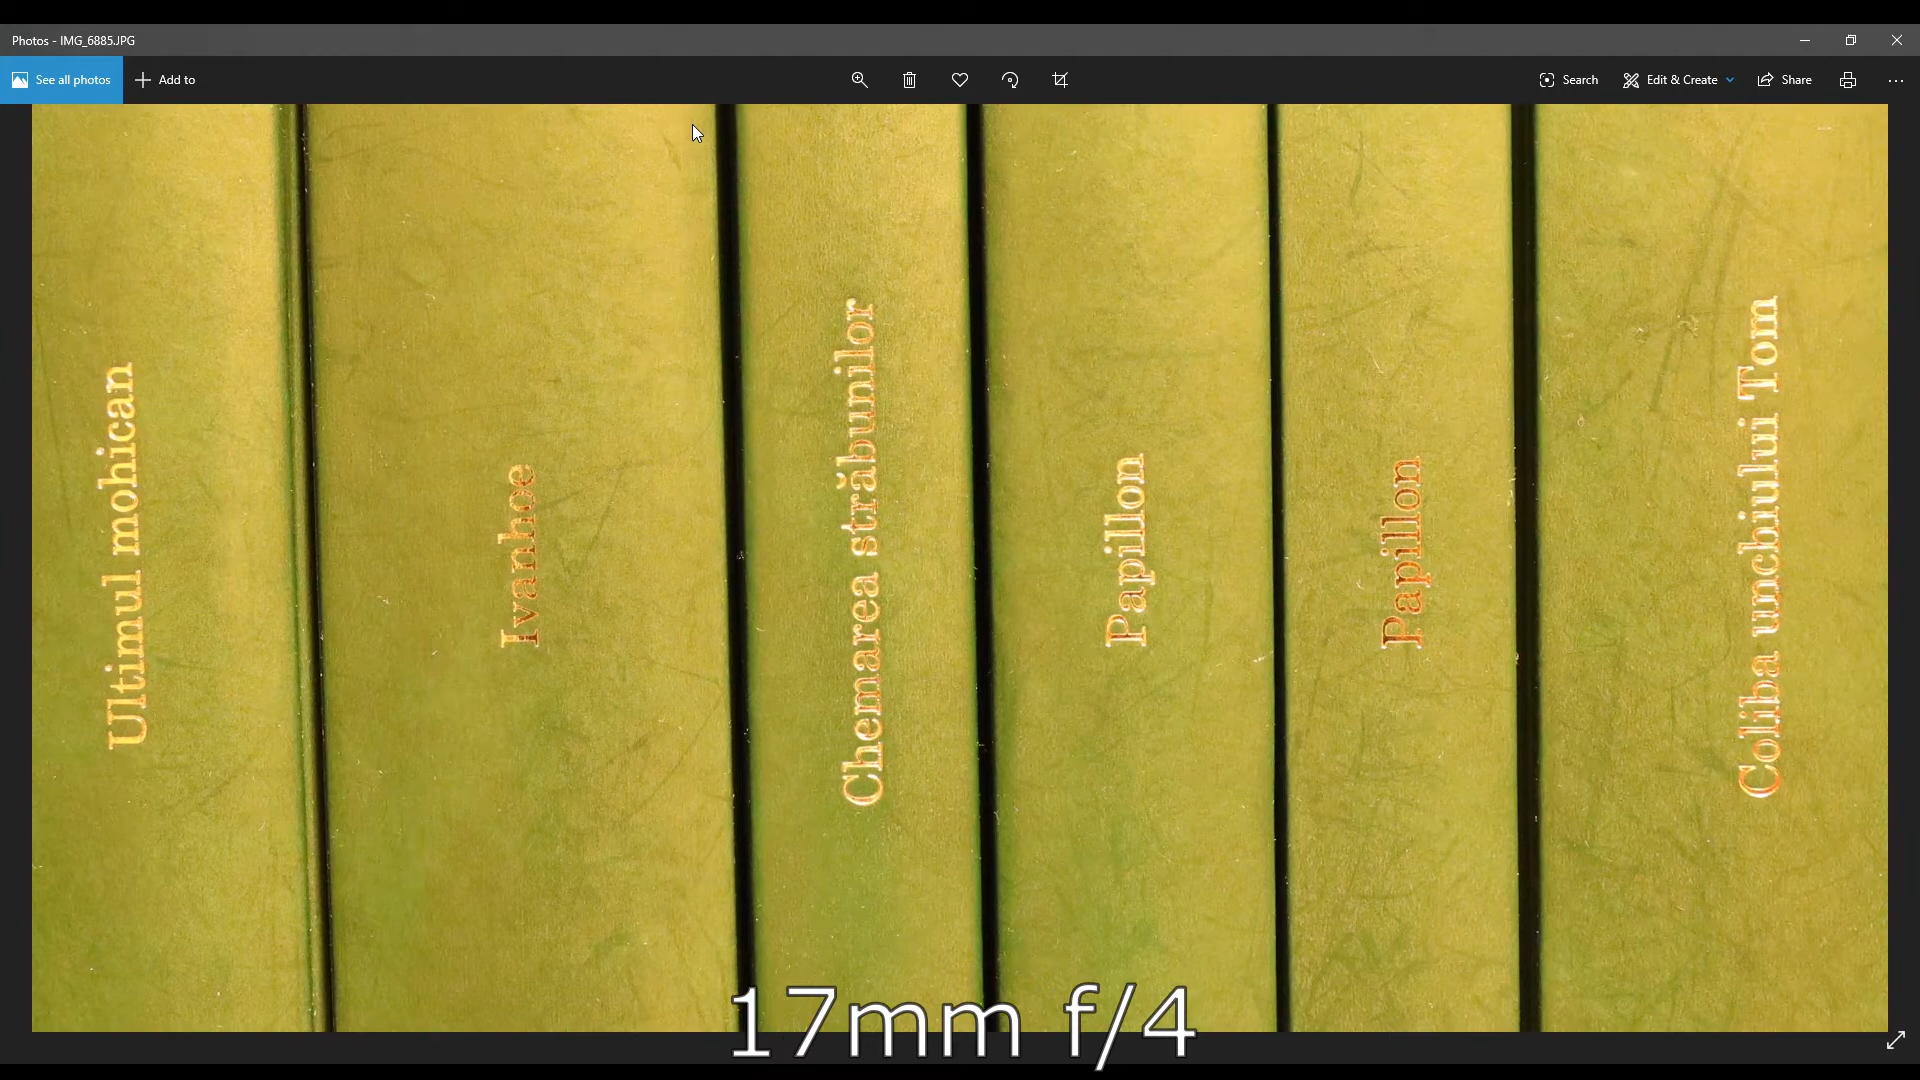 Photos - IMG_6885.JPG
See all photos
Add to
Search
Edit & Create
Share
Ultimul mohican
Ivanhoe
Chemarea străbunilor
Papillon
Papillon
Coliba unchiului Tom
17mm f/4